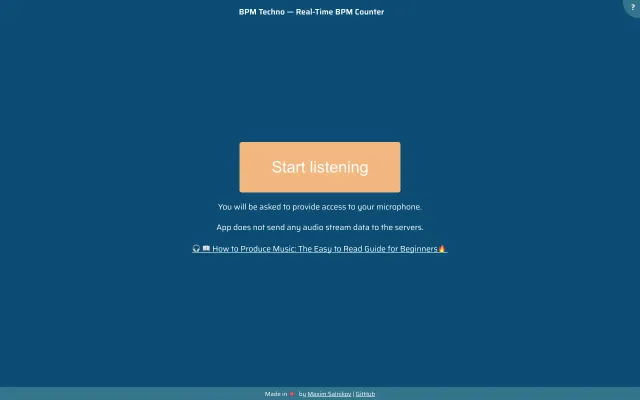 BPM Techno — Real-Time BPM Counter
?
Start listening
You will be asked to provide access to your microphone.
App does not send any audio stream data to the servers.
🎧 📖 How to Produce Music: The Easy to Read Guide for Beginners🔥
Made in by Maxim Salnikov | GitHub